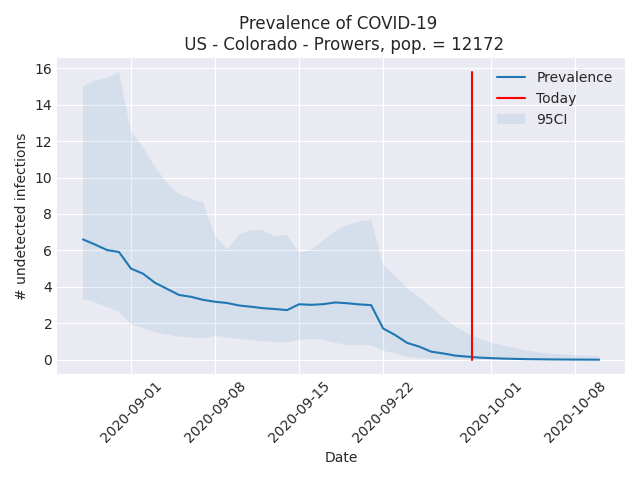 Prevalence of COVID-19
US - Colorado - Prowers, pop. = 12172
Prevalence
Today
95CI
# undetected infections
16
14
12
10
8
6
4
2
0
2020-09-01
2020-09-08
2020-09-15
2020-09-22
2020-10-01
2020-10-08
Date